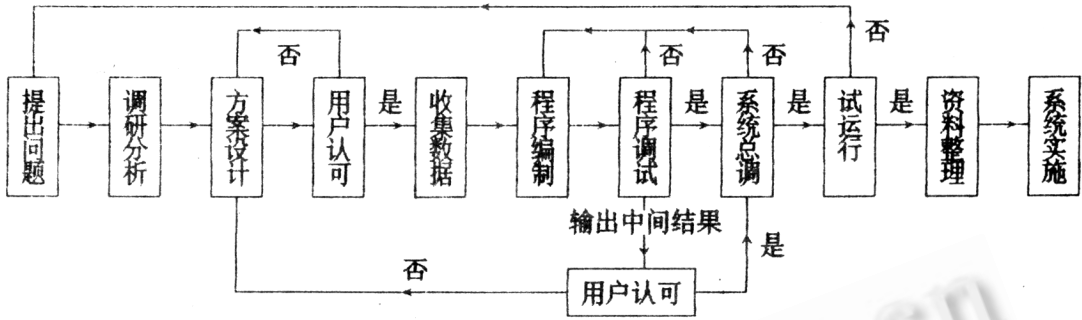 否
否
否
否
提出问题
调研分析
方案设计
用户认可
是
收集数据
程序编制
程序调试
是
系统总调
是
试运行
是
资料整理
系统实施
输出中间结果
是
否
用户认可